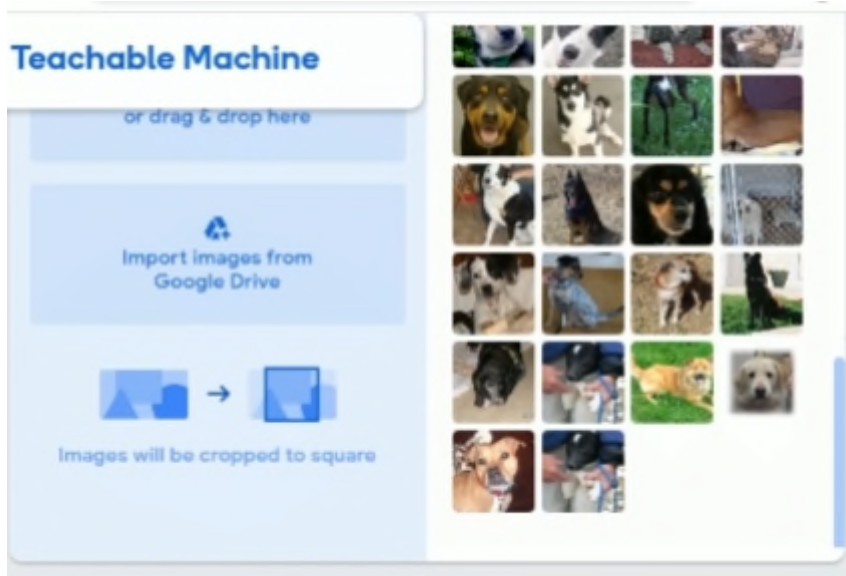 Teachable Machine
or drag & drop here
Import images from
Google Drive
Images will be cropped to square